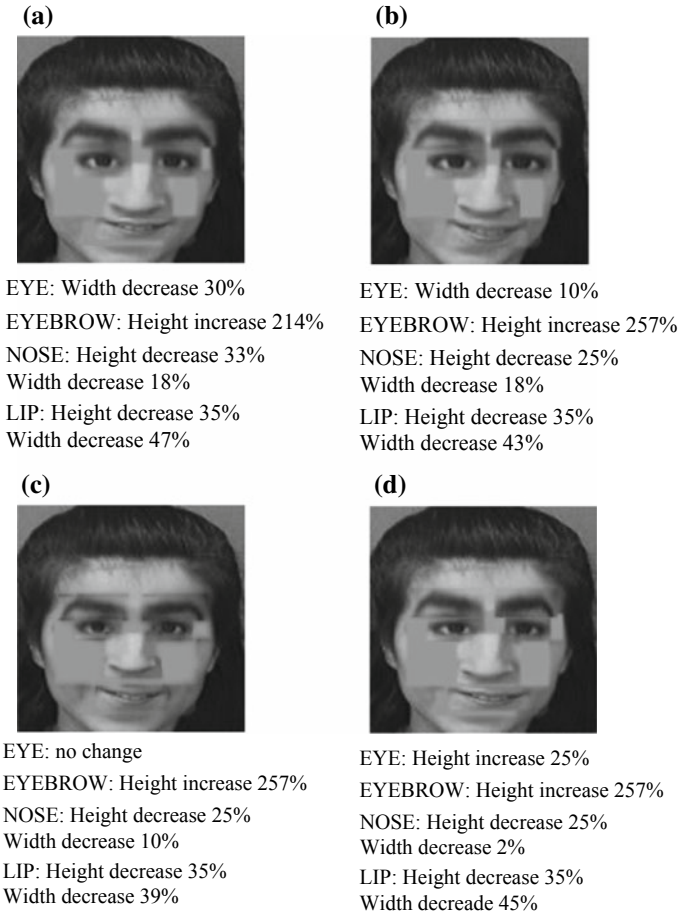 (a)
EYE: Width decrease 30%
EYEBROW: Height increase 214%
NOSE: Height decrease 33%
Width decrease 18%
LIP: Height decrease 35%
Width decrease 47%
(b)
EYE: Width decrease 10%
EYEBROW: Height increase 257%
NOSE: Height decrease 25%
Width decrease 18%
LIP: Height decrease 35%
Width decrease 43%
(c)
EYE: no change
EYEBROW: Height increase 257%
NOSE: Height decrease 25%
Width decrease 10%
LIP: Height decrease 35%
Width decrease 39%
(d)
EYE: Height increase 25%
EYEBROW: Height increase 257%
NOSE: Height decrease 25%
Width decrease 2%
LIP: Height decrease 35%
Width decreade 45%